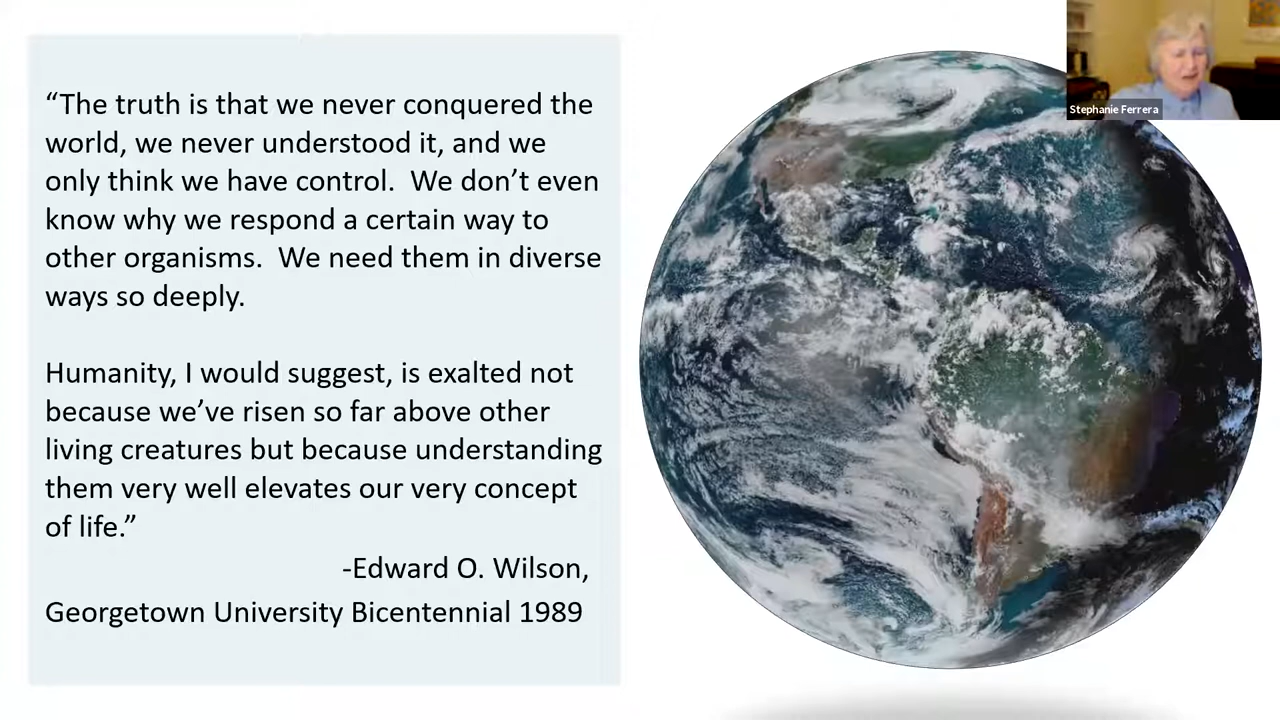 “The truth is that we never conquered the
world, we never understood it, and we
only think we have control.  We don’t even
know why we respond a certain way to
other organisms.  We need them in diverse
ways so deeply.
Humanity, I would suggest, is exalted not
because we’ve risen so far above other
living creatures but because understanding
them very well elevates our very concept
of life.”
-Edward O. Wilson,
Georgetown University Bicentennial 1989
Stephanie Ferrera